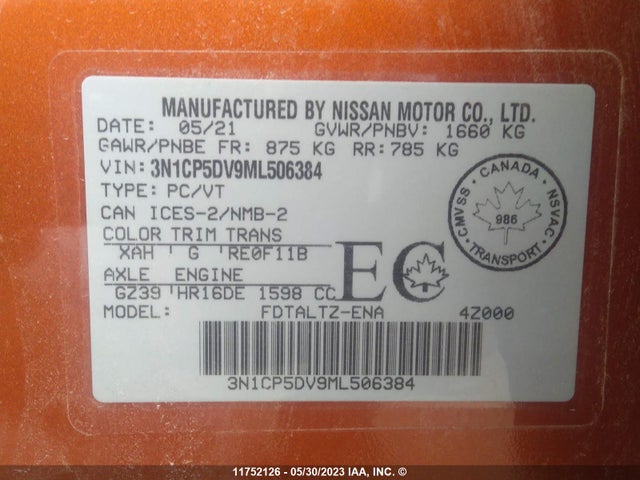 MANUFACTURED BY NISSAN MOTOR CO., LTD.
DATE: 05/21 GVWR/PNBV: 1660 KG
GAWR/PNBE FR: 875 KG RR: 785 KG
VIN: 3N1CP5DV9ML506384
TYPE: PC/VT
CAN ICES-2/NMB-2
COLOR TRIM TRANS
XAH ' G ' RE0F11B
AXLE ENGINE
GZ39 ' HR16DE 1598 CC
MODEL: FDTALTZ-ENA 4Z000
EC
CANADA
CMVSS
NSVAC
986
TRANSPORT
3N1CP5DV9ML506384
11752126 - 05/30/2023 IAA, INC. ©